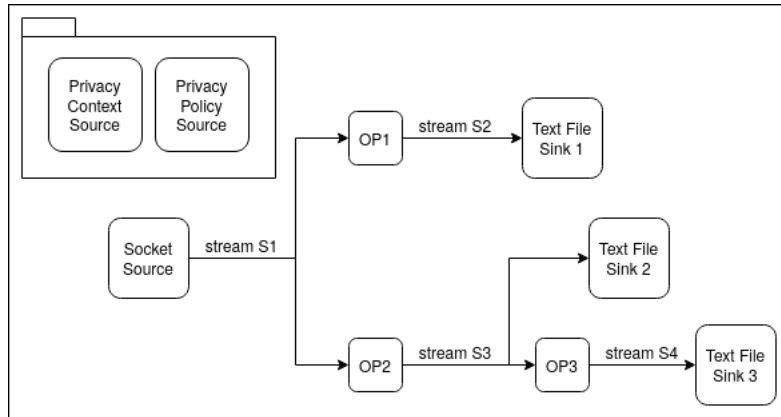 Privacy
Context
Source
Privacy
Policy
Source
OP1
stream S2
Text File
Sink 1
Socket
Source
stream S1
Text File
Sink 2
OP2
stream S3
OP3
stream S4
Text File
Sink 3